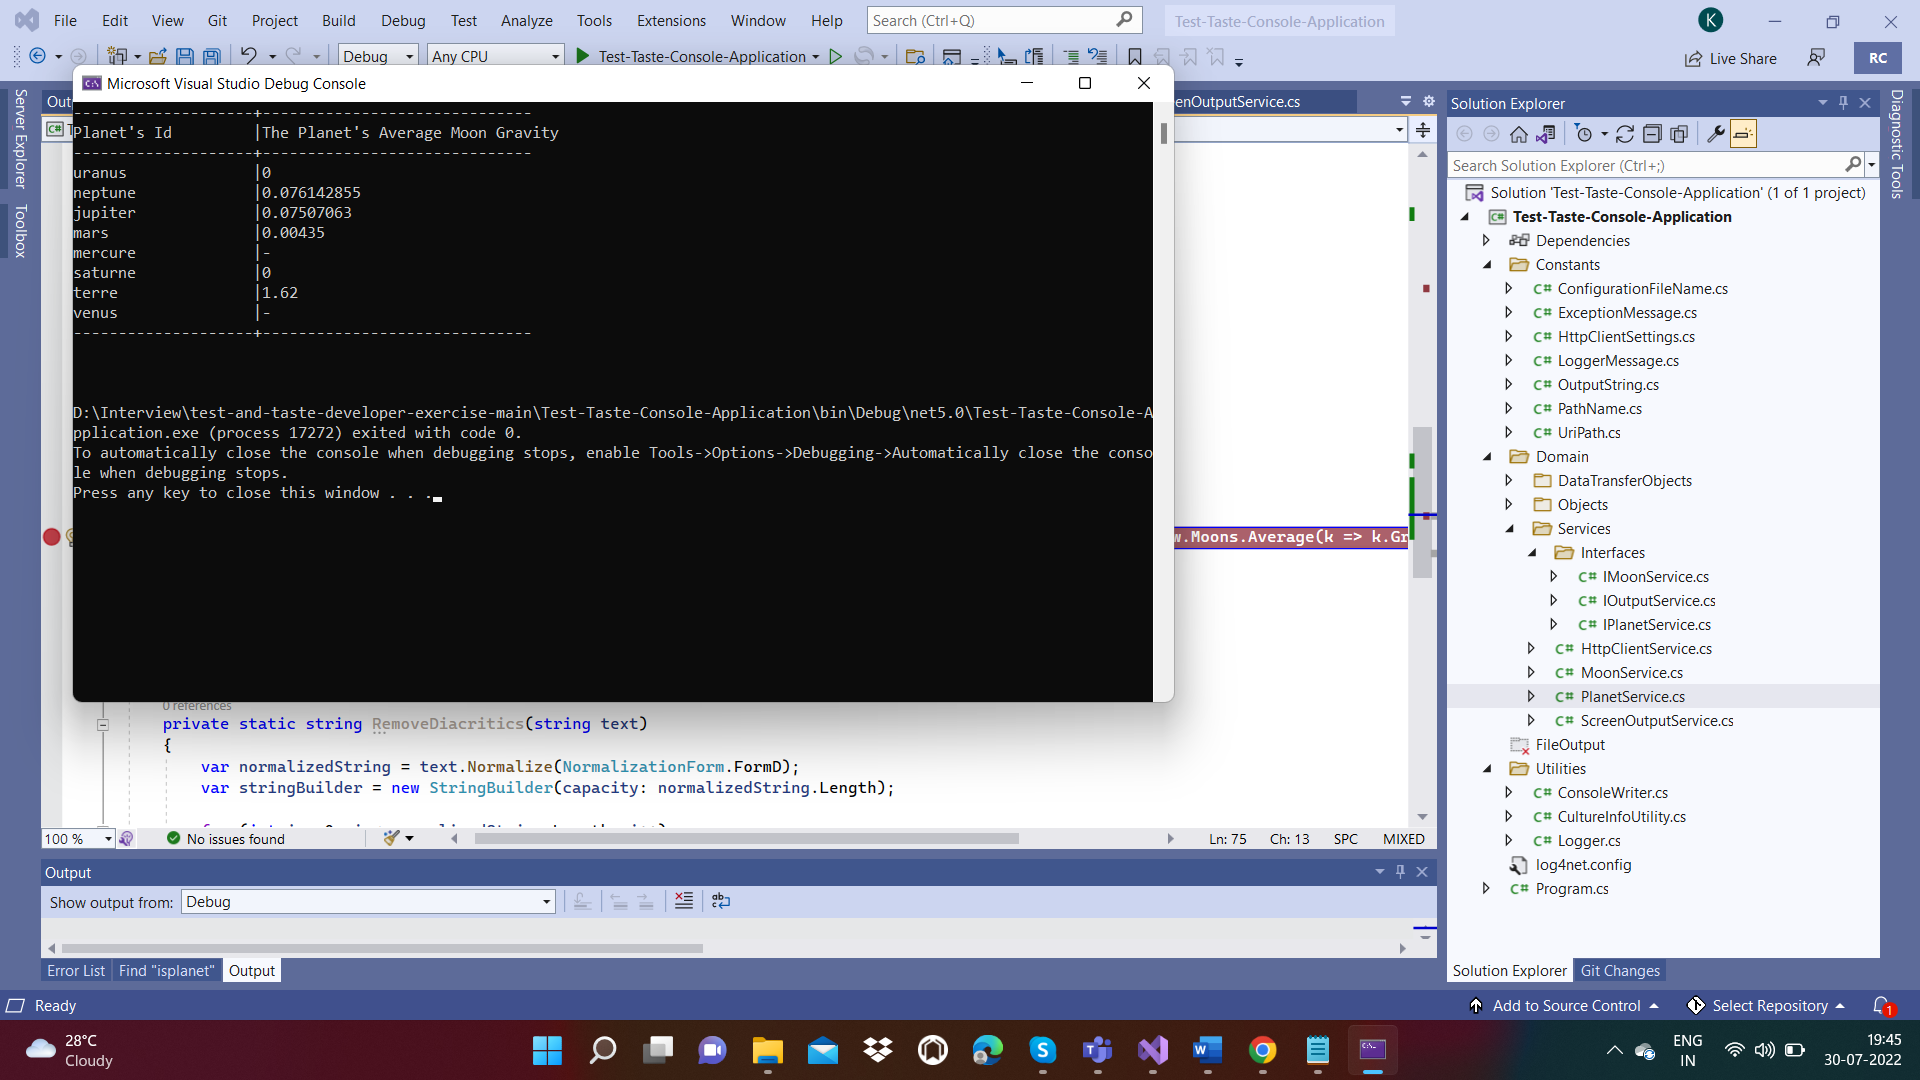 File Edit View Git Project Build Debug Test Analyze Tools Extensions Window Help Search (Ctrl+Q) Test-Taste-Console-Application K
Debug Any CPU Test-Taste-Console-Application Live Share RC
Microsoft Visual Studio Debug Console
Server Explorer
Toolbox
Out
--------------------+------------------------------
Planet's Id |The Planet's Average Moon Gravity
--------------------+------------------------------
uranus |0
neptune |0.076142855
jupiter |0.07507063
mars |0.00435
mercure |-
saturne |0
terre |1.62
venus |-
--------------------+------------------------------
D:\Interview\test-and-taste-developer-exercise-main\Test-Taste-Console-Application\bin\Debug\net5.0\Test-Taste-Console-A
pplication.exe (process 17272) exited with code 0.
To automatically close the console when debugging stops, enable Tools->Options->Debugging->Automatically close the conso
le when debugging stops.
Press any key to close this window . . .
enOutputService.cs
w.Moons.Average(k => k.Gr
0 references
private static string RemoveDiacritics(string text)
{
var normalizedString = text.Normalize(NormalizationForm.FormD);
var stringBuilder = new StringBuilder(capacity: normalizedString.Length);
100 % No issues found Ln: 75 Ch: 13 SPC MIXED
Output
Show output from: Debug
Error List Find "isplanet" Output
Solution Explorer
Search Solution Explorer (Ctrl+;)
Solution 'Test-Taste-Console-Application' (1 of 1 project)
C# Test-Taste-Console-Application
Dependencies
Constants
C# ConfigurationFileName.cs
C# ExceptionMessage.cs
C# HttpClientSettings.cs
C# LoggerMessage.cs
C# OutputString.cs
C# PathName.cs
C# UriPath.cs
Domain
DataTransferObjects
Objects
Services
Interfaces
C# IMoonService.cs
C# IOutputService.cs
C# IPlanetService.cs
C# HttpClientService.cs
C# MoonService.cs
C# PlanetService.cs
C# ScreenOutputService.cs
FileOutput
Utilities
C# ConsoleWriter.cs
C# CultureInfoUtility.cs
C# Logger.cs
log4net.config
C# Program.cs
Solution Explorer Git Changes
Diagnostic Tools
Ready Add to Source Control Select Repository 1
28°C
Cloudy
ENG
IN
19:45
30-07-2022